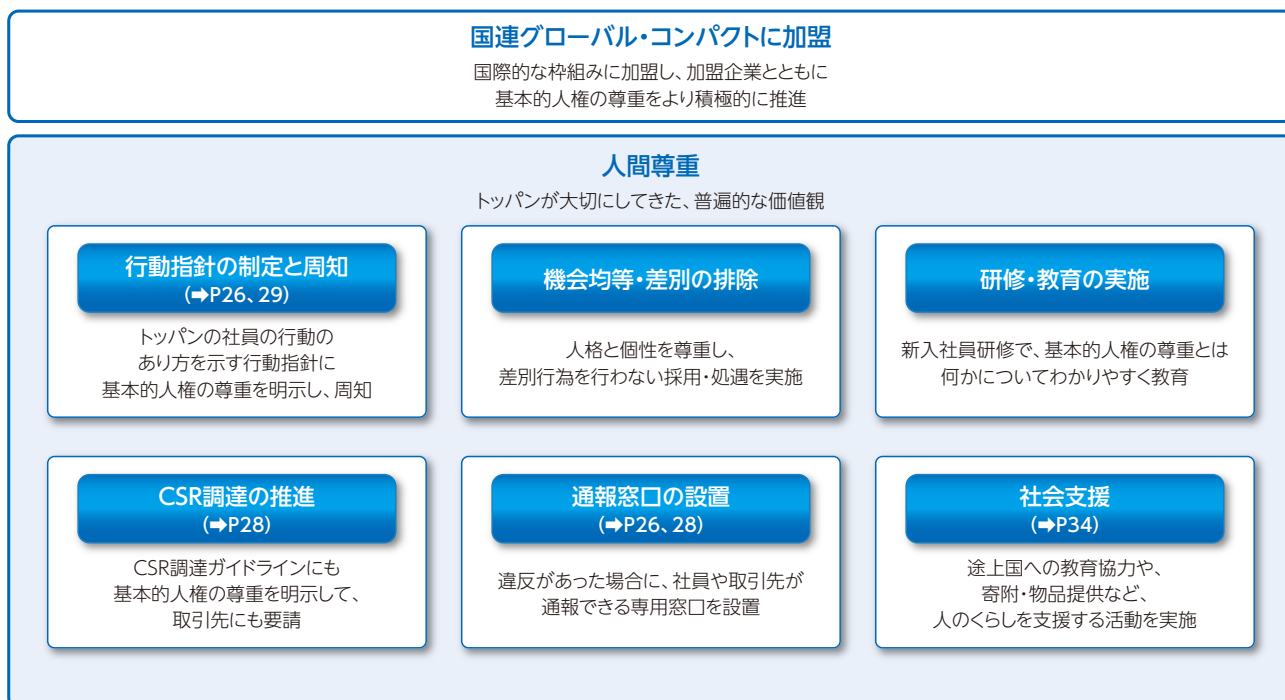 国連グローバル・コンパクトに加盟
国際的な枠組みに加盟し、加盟企業とともに
基本的人権の尊重をより積極的に推進
人間尊重
トッパンが大切にしてきた、普遍的な価値観
行動指針の制定と周知
(➡P26、29)
トッパンの社員の行動の
あり方を示す行動指針に
基本的人権の尊重を明示し、周知
機会均等・差別の排除
人格と個性を尊重し、
差別行為を行わない採用・処遇を実施
研修・教育の実施
新入社員研修で、基本的人権の尊重とは
何かについてわかりやすく教育
CSR調達の推進
(➡P28)
CSR調達ガイドラインにも
基本的人権の尊重を明示して、
取引先にも要請
通報窓口の設置
(➡P26、28)
違反があった場合に、社員や取引先が
通報できる専用窓口を設置
社会支援
(➡P34)
途上国への教育協力や、
寄附・物品提供など、
人のくらしを支援する活動を実施